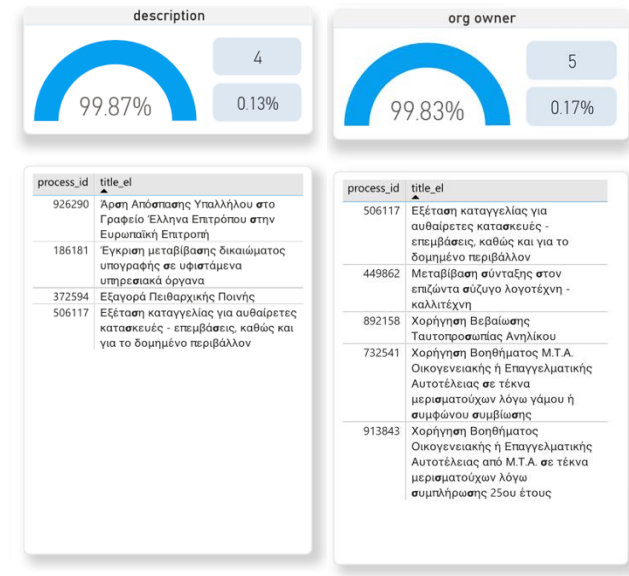 description
99.87%
4
0.13%
process_id title_el
926290 Άρση Απόσπασης Υπαλλήλου στο
Γραφείο Έλληνα Επιτρόπου στην
Ευρωπαϊκή Επιτροπή
186181 Έγκριση μεταβίβασης δικαιώματος
υπογραφής σε υφιστάμενα
υπηρεσιακά όργανα
372594 Εξαγορά Πειθαρχικής Ποινής
506117 Εξέταση καταγγελίας για αυθαίρετες
κατασκευές - επεμβάσεις, καθώς και
για το δομημένο περιβάλλον
org owner
99.83%
5
0.17%
process_id title_el
506117 Εξέταση καταγγελίας για
αυθαίρετες κατασκευές -
επεμβάσεις, καθώς και για το
δομημένο περιβάλλον
449862 Μεταβίβαση σύνταξης στον
επιζώντα σύζυγο λογοτέχνη -
καλλιτέχνη
892158 Χορήγηση Βεβαίωσης
Ταυτοπροσωπίας Ανηλίκου
732541 Χορήγηση Βοηθήματος Μ.Τ.Α.
Οικογενειακής ή Επαγγελματικής
Αυτοτέλειας σε τέκνα
μερισματούχων λόγω γάμου ή
συμφώνου συμβίωσης
913843 Χορήγηση Βοηθήματος
Οικογενειακής ή Επαγγελματικής
Αυτοτέλειας από Μ.Τ.Α. σε τέκνα
μερισματούχων λόγω
συμπλήρωσης 25ου έτους